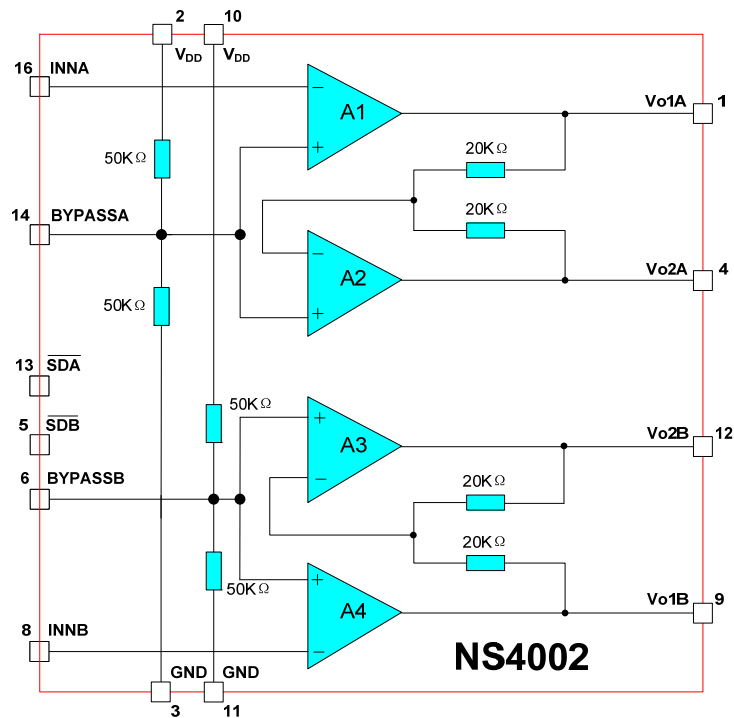 2 10
V_DD V_DD
16 INNA
− A1
+
Vo1A 1
50KΩ
20KΩ
14 BYPASSA
20KΩ
− A2
+
Vo2A 4
50KΩ
13 SDA
5 SDB
50KΩ
+ A3
−
Vo2B 12
6 BYPASSB
20KΩ
20KΩ
50KΩ
+ A4
−
Vo1B 9
8 INNB
NS4002
GND GND
3 11